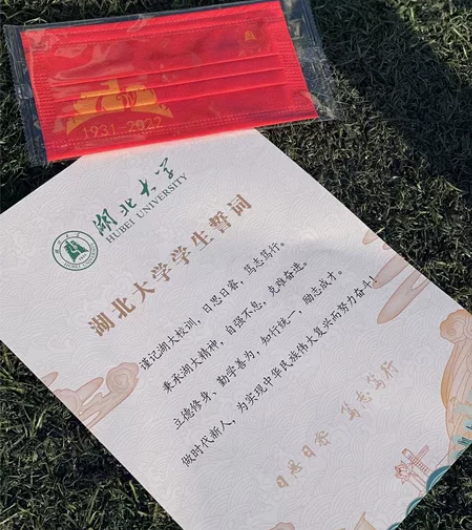 1931-2022
湖北大学
HUBEI UNIVERSITY
湖北大学学生誓词
谨记湖大校训，日思日睿，笃志笃行。
秉承湖大精神，自强不息，克难奋进。
立德修身、勤学善为，知行统一，励志成才。
做时代新人，为实现中华民族伟大复兴而努力奋斗！
日思日睿 笃志笃行